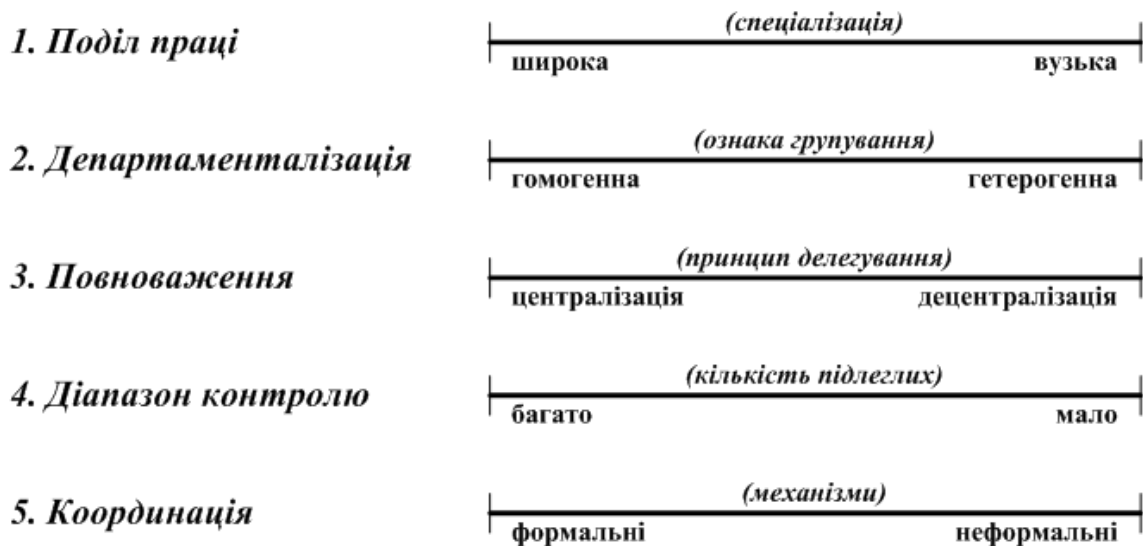 1. Поділ праці
(спеціалізація)
широка вузька
2. Департаменталізація
(ознака групування)
гомогенна гетерогенна
3. Повноваження
(принцип делегування)
централізація децентралізація
4. Діапазон контролю
(кількість підлеглих)
багато мало
5. Координація
(механізми)
формальні неформальні